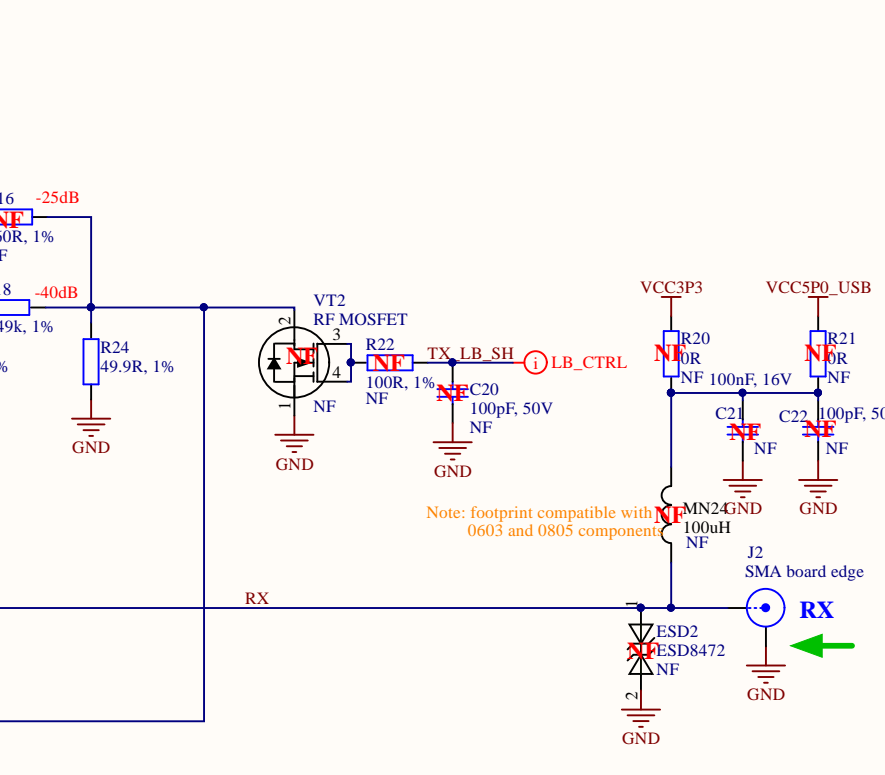 16
-25dB
NF
60R, 1%
F
8
-40dB
49k, 1%
%
R24
49.9R, 1%
GND
VT2
RF MOSFET
2
3
NF
4
1
NF
GND
R22
NF
100R, 1%
NF
TX_LB_SH
i
LB_CTRL
NF
C20
100pF, 50V
NF
GND
VCC3P3
VCC5P0_USB
R20
NF
0R
NF
R21
NF
0R
NF
100nF, 16V
C21
NF
NF
GND
C22
100pF, 50
NF
NF
GND
Note: footprint compatible with
0603 and 0805 components
NF
MN24
100uH
NF
J2
SMA board edge
RX
RX
1
ESD2
NF
ESD8472
NF
2
GND
GND